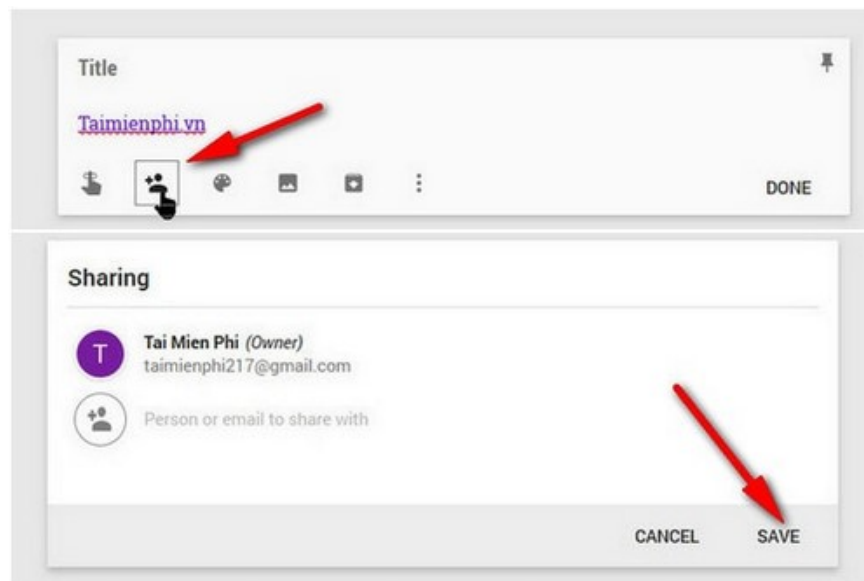 Title
Taimienphi.vn
DONE
Sharing
T
Tai Mien Phi (Owner)
taimienphi217@gmail.com
Person or email to share with
CANCEL SAVE